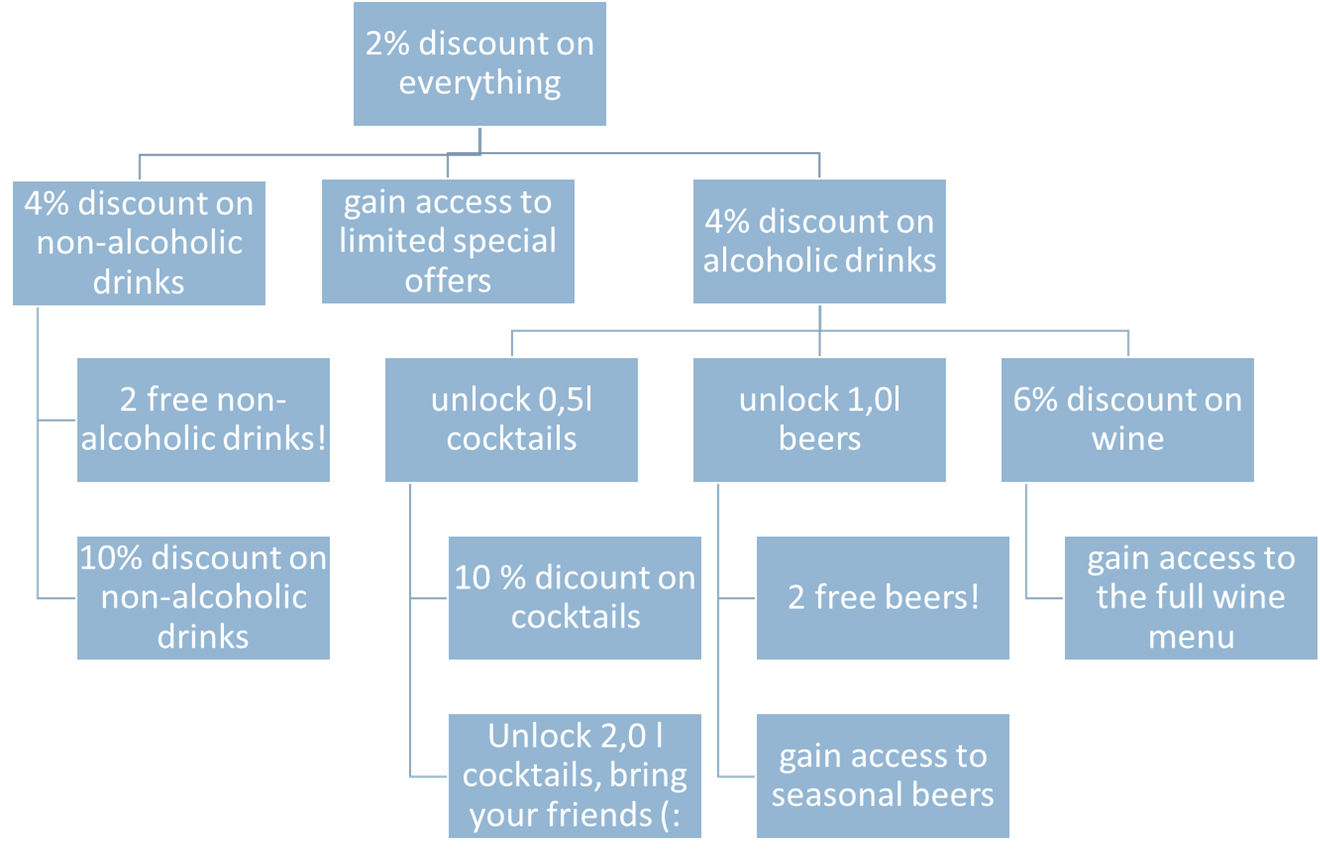 2% discount on
everything
4% discount on
non-alcoholic
drinks
gain access to
limited special
offers
4% discount on
alcoholic drinks
2 free non-
alcoholic drinks!
unlock 0,5l
cocktails
unlock 1,0l
beers
6% discount on
wine
10% discount on
non-alcoholic
drinks
10 % dicount on
cocktails
2 free beers!
gain access to
the full wine
menu
Unlock 2,0 l
cocktails, bring
your friends (:
gain access to
seasonal beers